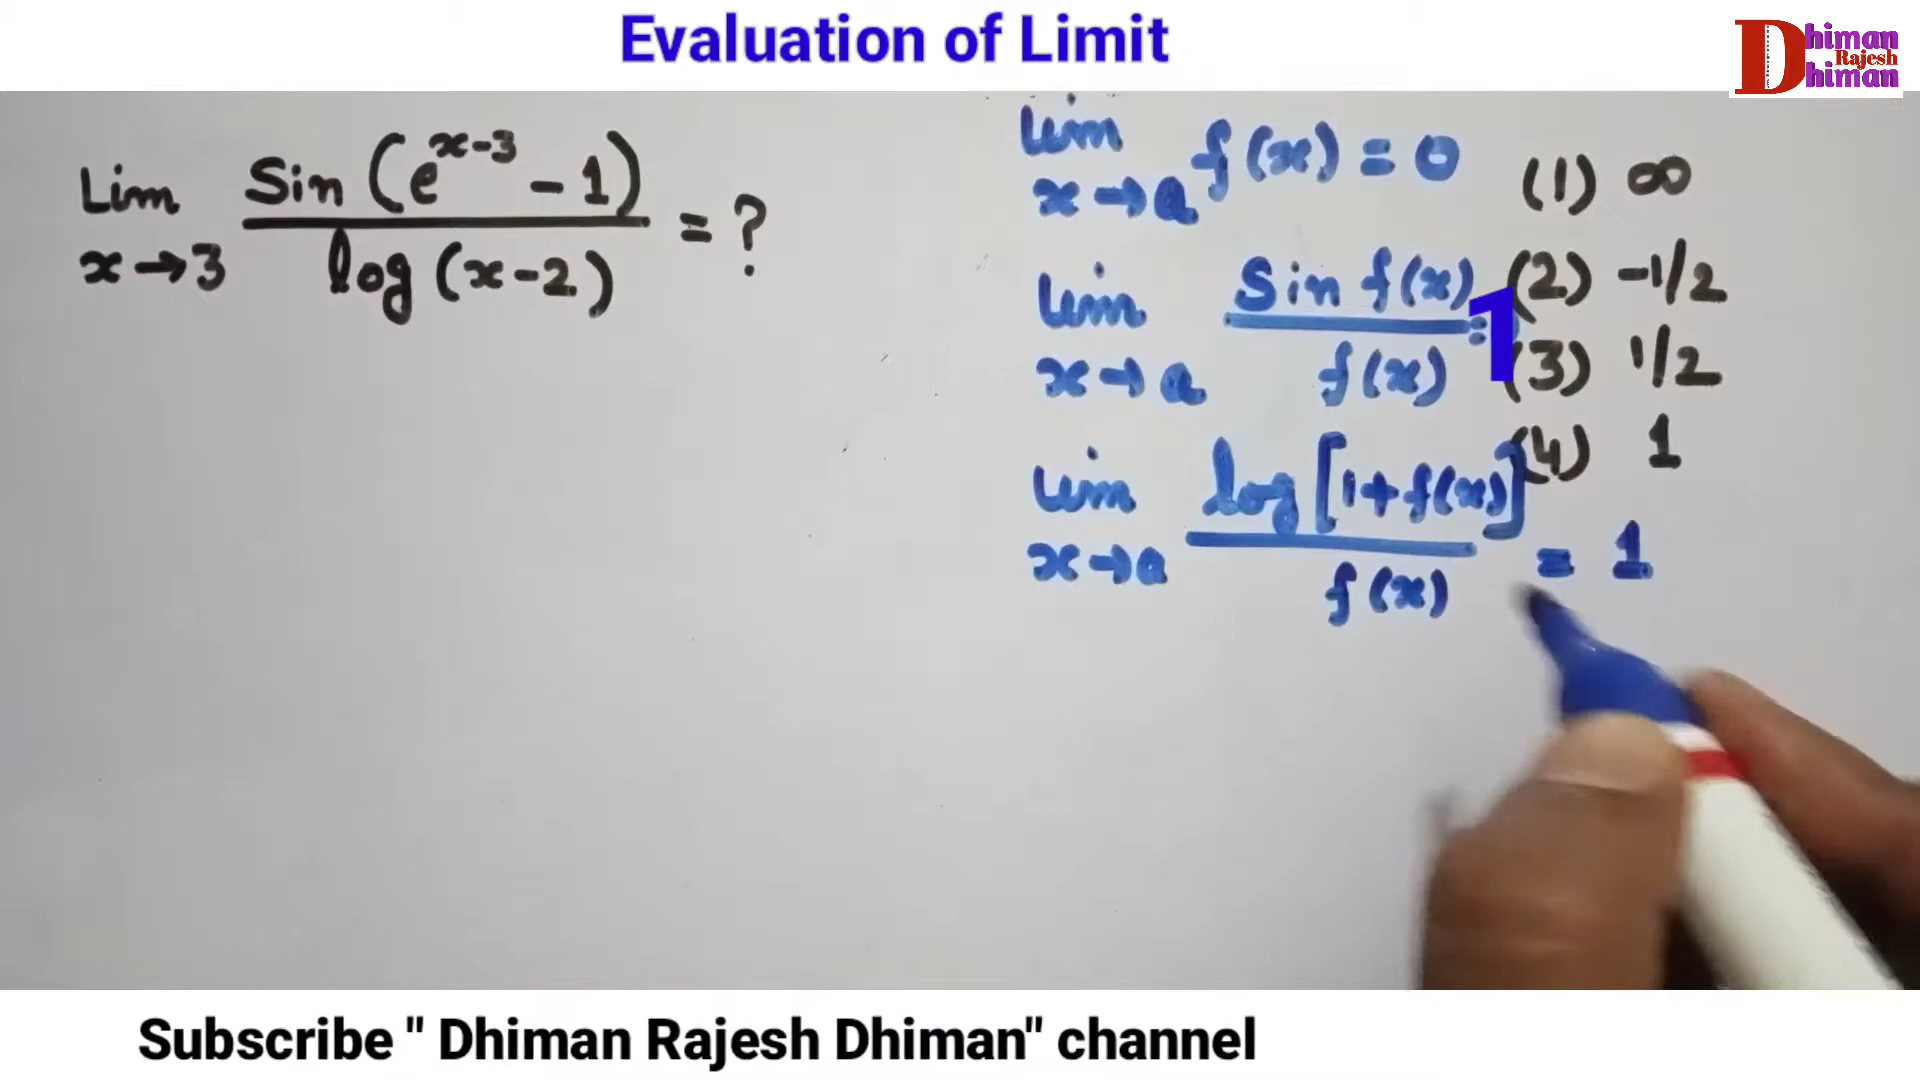 Evaluation of Limit
Dhiman
Rajesh
Dhiman
Lim x→3 Sin (e^(x-3) - 1) / log (x-2) = ?
Lim x→a f(x) = 0
Lim x→a Sin f(x) / f(x) = 1
Lim x→a log [1+f(x)] / f(x) = 1
(1) ∞
(2) -1/2
(3) 1/2
(4) 1
Subscribe " Dhiman Rajesh Dhiman" channel